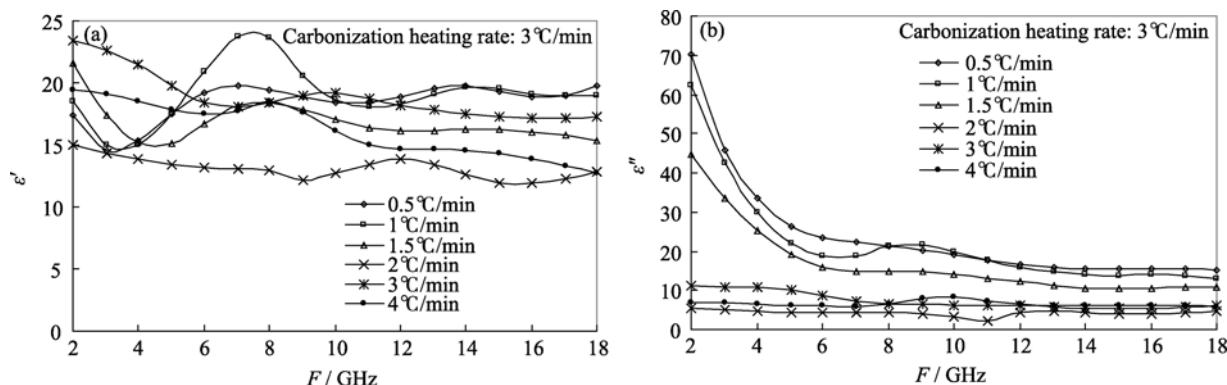 (a)
Carbonization heating rate: 3℃/min
25
20
15
10
5
0
ε′
0.5℃/min
1℃/min
1.5℃/min
2℃/min
3℃/min
4℃/min
2 4 6 8 10 12 14 16 18
F / GHz
(b)
Carbonization heating rate: 3℃/min
80
70
60
50
40
30
20
10
0
ε″
0.5℃/min
1℃/min
1.5℃/min
2℃/min
3℃/min
4℃/min
2 4 6 8 10 12 14 16 18
F / GHz